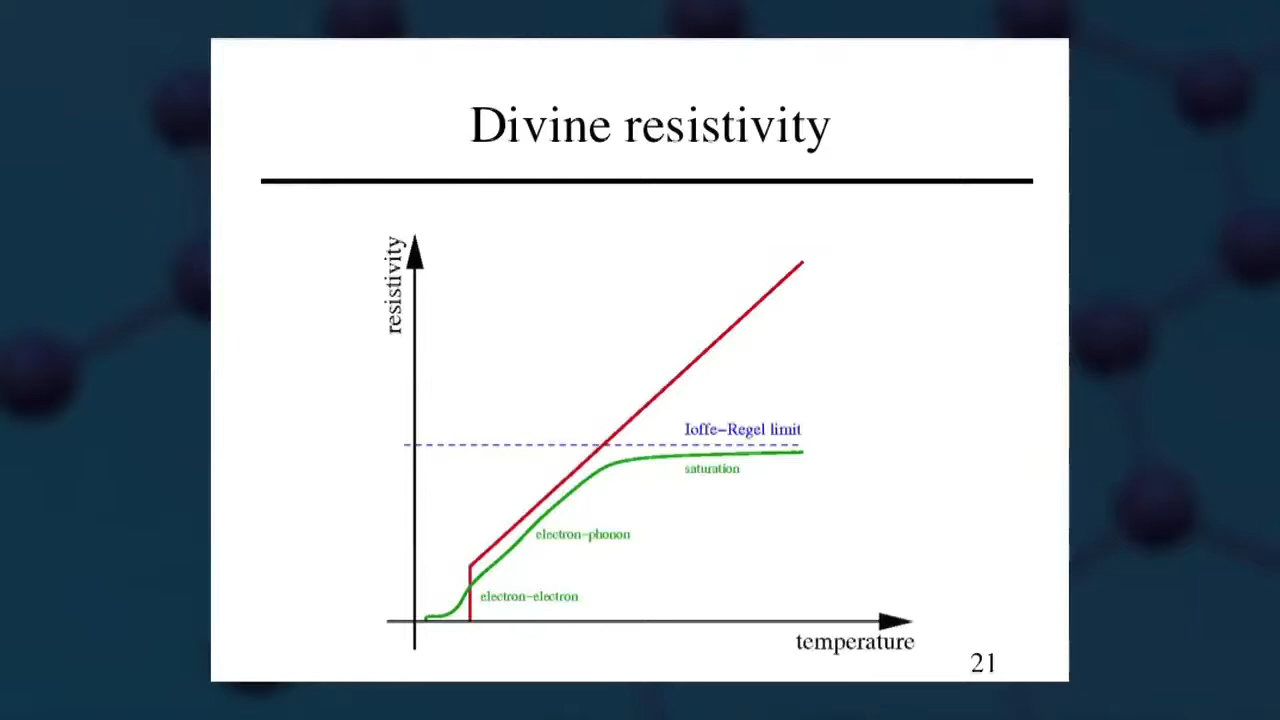 Divine resistivity
resistivity
Ioffe−Regel limit
saturation
electron−phonon
electron−electron
temperature
21